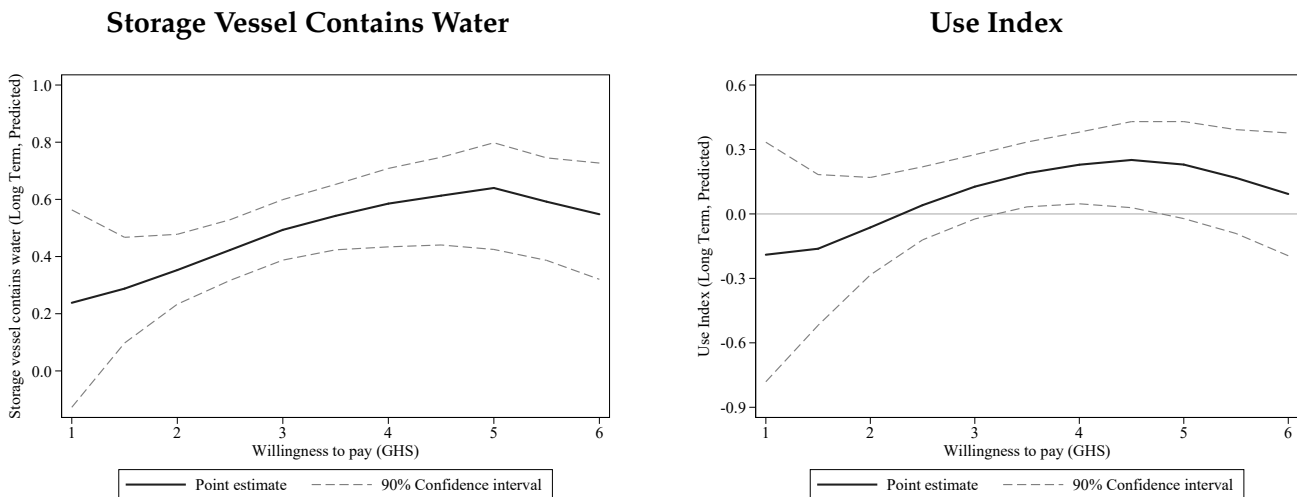 Storage Vessel Contains Water
Storage vessel contains water (Long Term, Predicted)
1.0
0.8
0.6
0.4
0.2
0.0
1 2 3 4 5 6
Willingness to pay (GHS)
Point estimate 90% Confidence interval
Use Index
Use Index (Long Term, Predicted)
0.6
0.3
0.0
-0.3
-0.6
-0.9
1 2 3 4 5 6
Willingness to pay (GHS)
Point estimate 90% Confidence interval